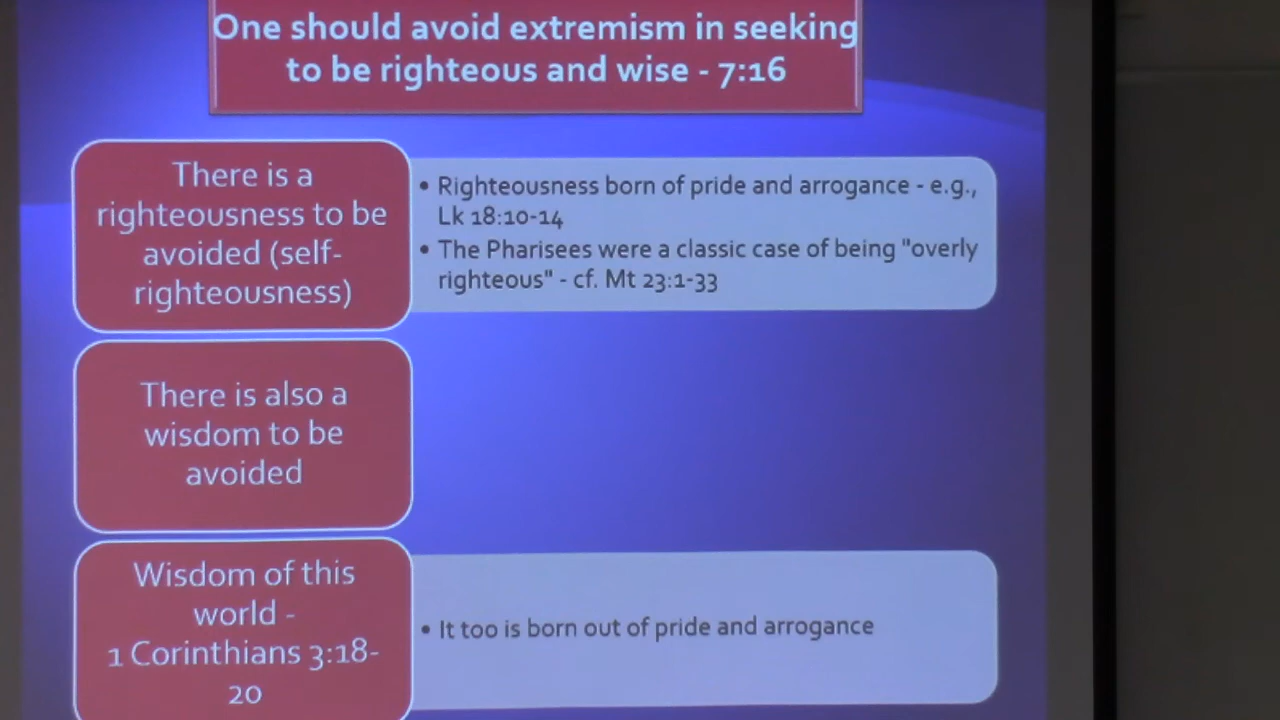 One should avoid extremism in seeking
to be righteous and wise - 7:16
There is a
righteousness to be
avoided (self-
righteousness)
• Righteousness born of pride and arrogance - e.g.,
Lk 18:10-14
• The Pharisees were a classic case of being "overly
righteous" - cf. Mt 23:1-33
There is also a
wisdom to be
avoided
Wisdom of this
world -
1 Corinthians 3:18-
20
• It too is born out of pride and arrogance